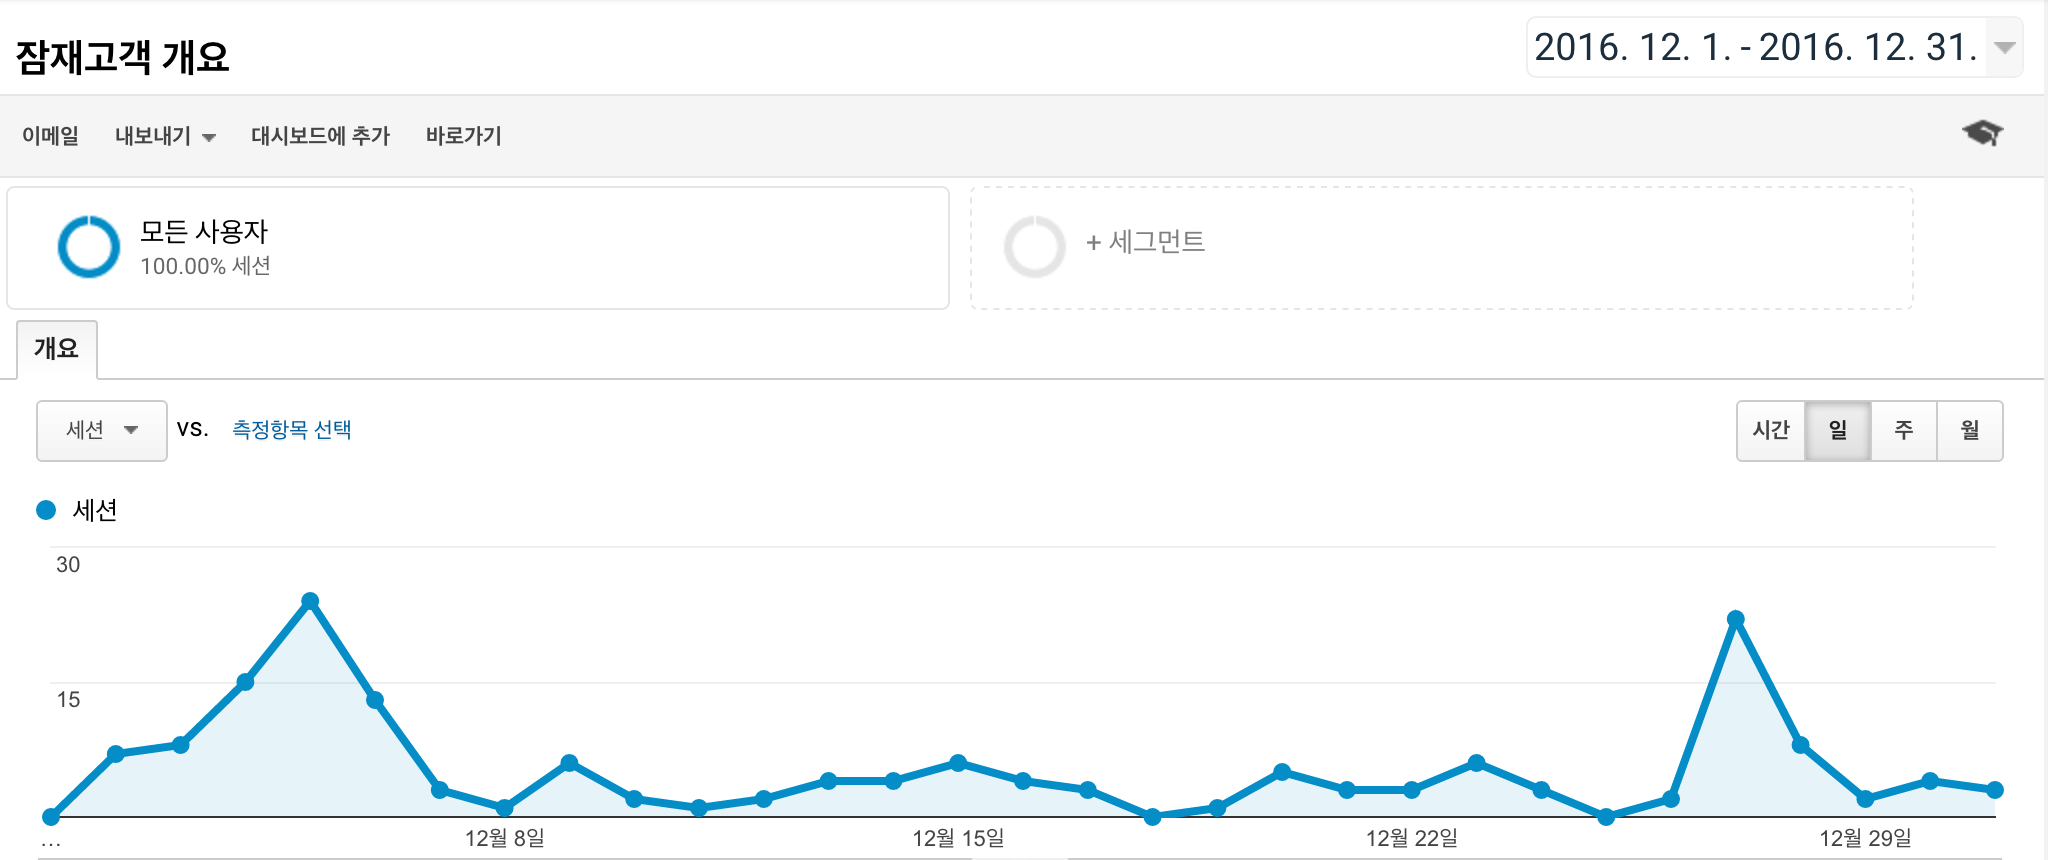 잠재고객 개요
2016. 12. 1. - 2016. 12. 31.
이메일 내보내기 대시보드에 추가 바로가기
모든 사용자
100.00% 세션
+ 세그먼트
개요
세션 vs. 측정항목 선택
시간 일 주 월
세션
30
15
... 12월 8일 12월 15일 12월 22일 12월 29일